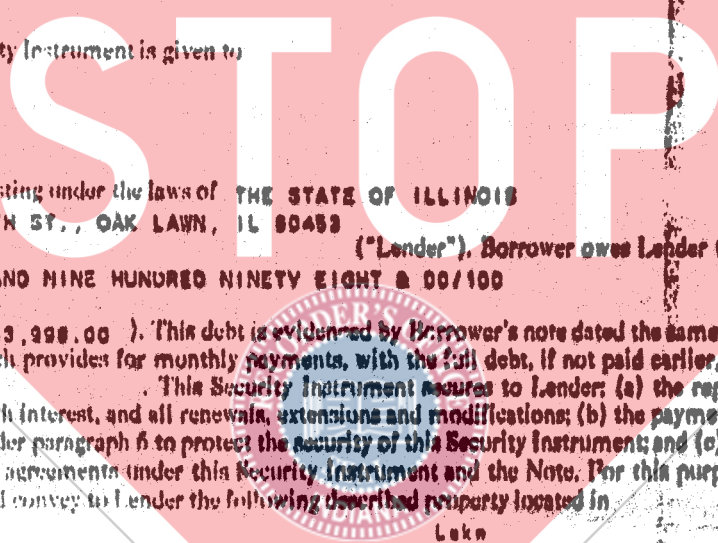 STOP
ty Instrument is given to
sting under the laws of THE STATE OF ILLINOIS
H ST., OAK LAWN, IL 60453
("Lender"). Borrower owes Lender (
AND NINE HUNDRED NINETY EIGHT & 00/100
3,998.00 ). This debt is evidenced by Borrower's note dated the same
ch provides for monthly payments, with the full debt, if not paid earlier,
. This Security Instrument secures to Lender: (a) the rep
h interest, and all renewals, extensions and modifications; (b) the payme
der paragraph 6 to protect the security of this Security Instrument; and (c)
agreements under this Security Instrument and the Note. For this purp
d convey to Lender the following described property located in
Lake
INDIANA